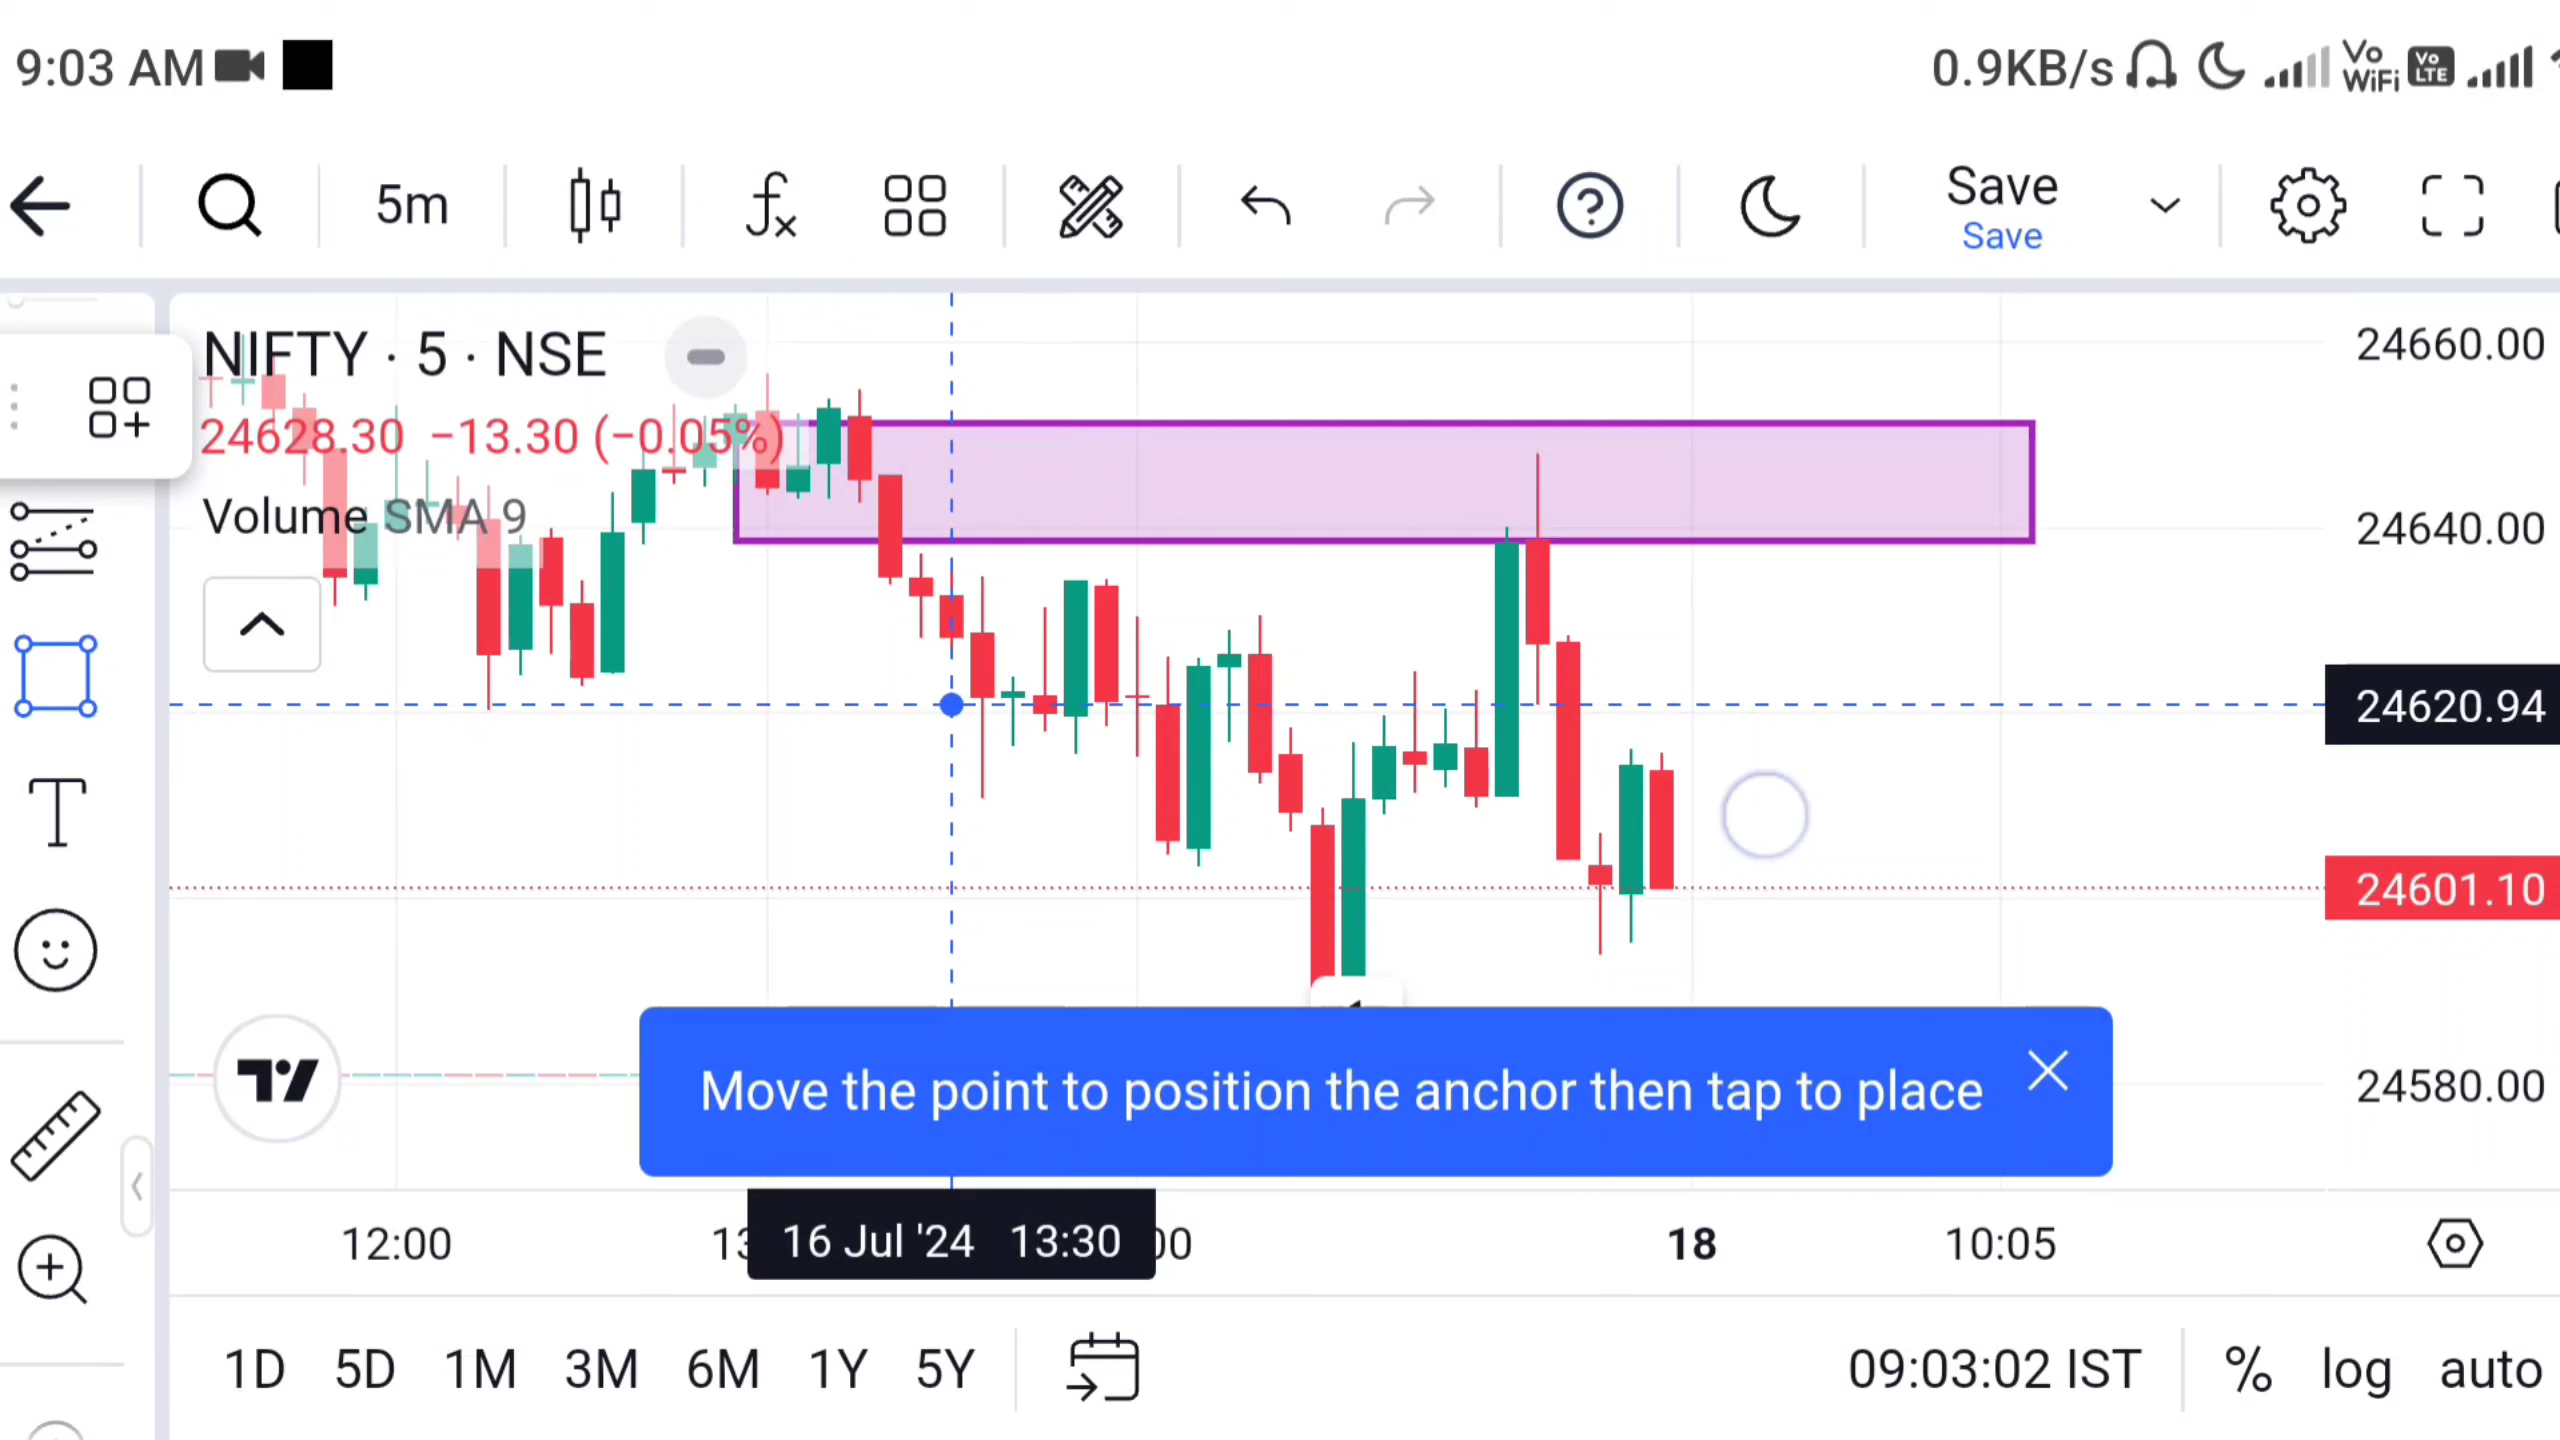 9:03 AM 0.9KB/s Vo WiFi Vo LTE
5m Save
Save
NIFTY · 5 · NSE
24628.30 −13.30 (−0.05%)
Volume SMA 9
24660.00
24640.00
24620.94
24601.10
24580.00
Move the point to position the anchor then tap to place
12:00 16 Jul '24 13:30 18 10:05
1D 5D 1M 3M 6M 1Y 5Y 09:03:02 IST % log auto